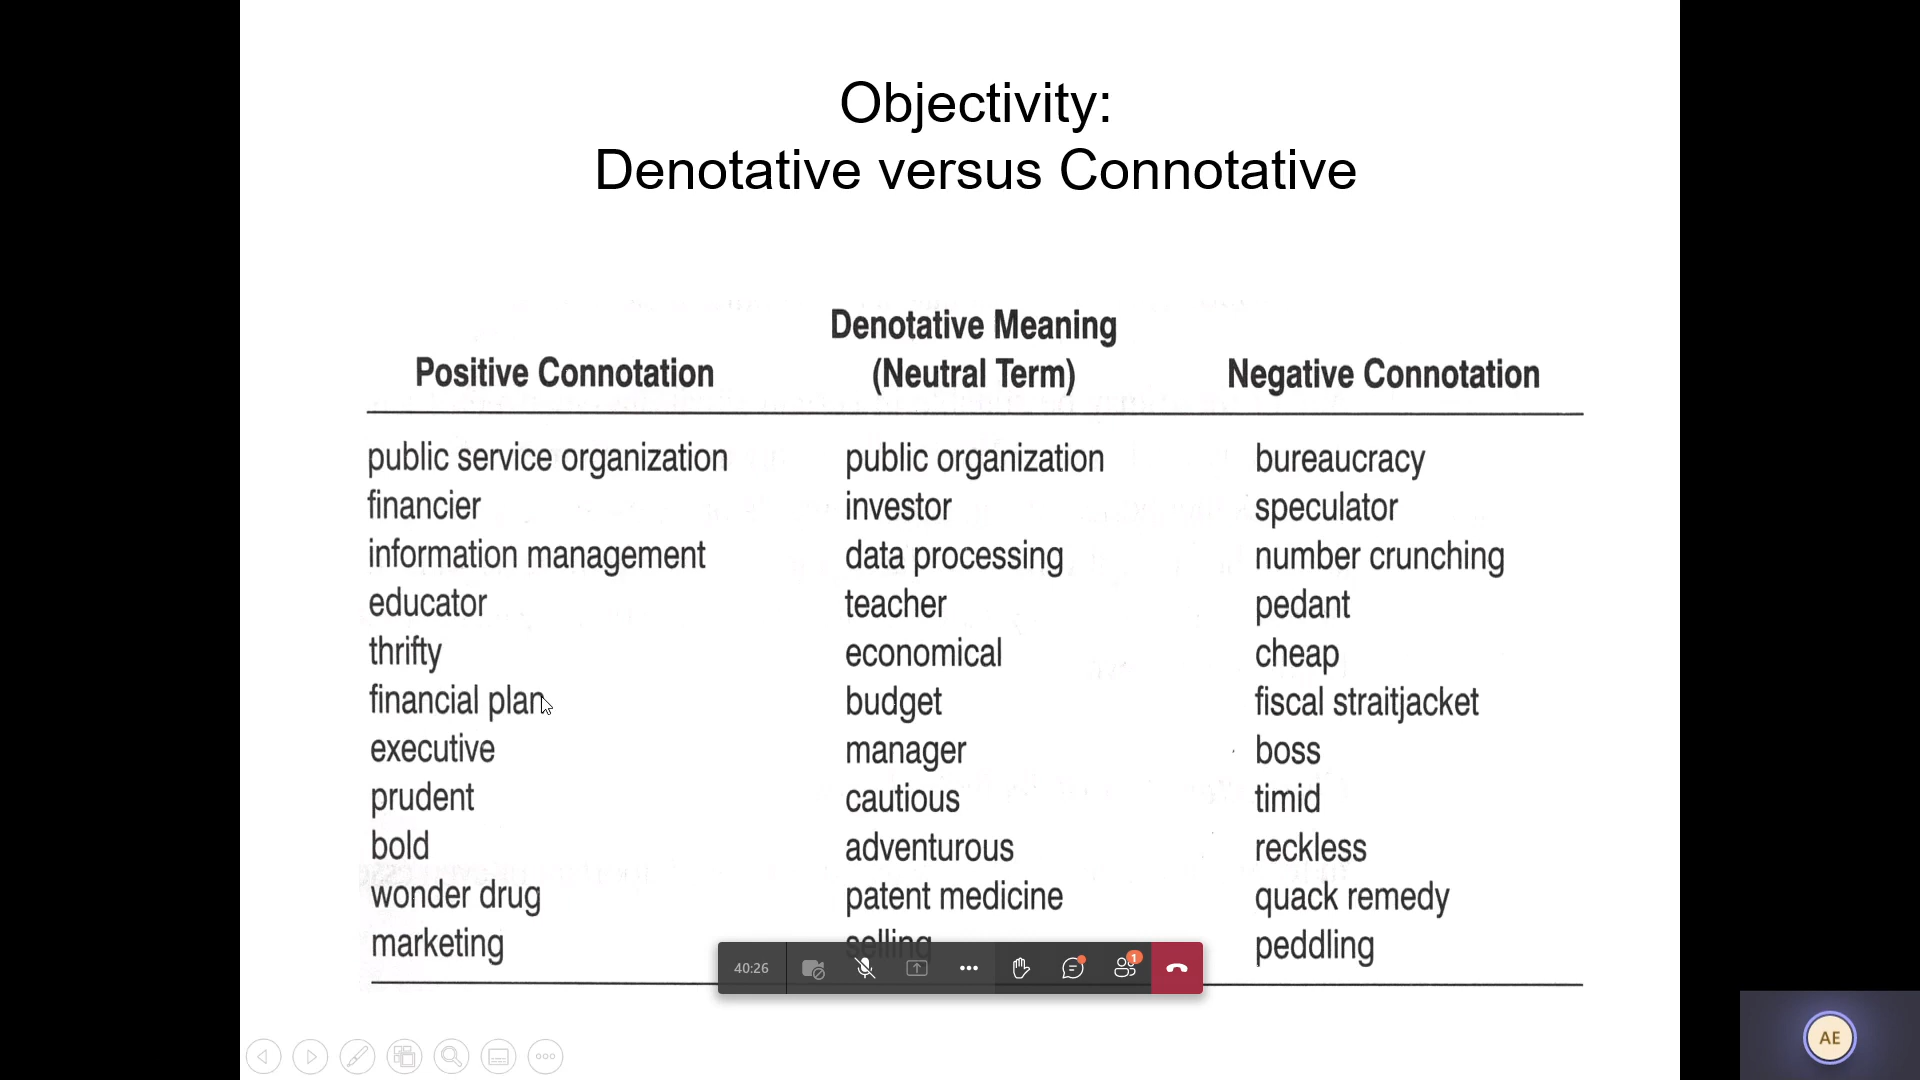 Objectivity:
Denotative versus Connotative
Positive Connotation Denotative Meaning (Neutral Term) Negative Connotation
public service organization public organization bureaucracy
financier investor speculator
information management data processing number crunching
educator teacher pedant
thrifty economical cheap
financial plan budget fiscal straitjacket
executive manager boss
prudent cautious timid
bold adventurous reckless
wonder drug patent medicine quack remedy
marketing selling peddling
40:26
1
AE